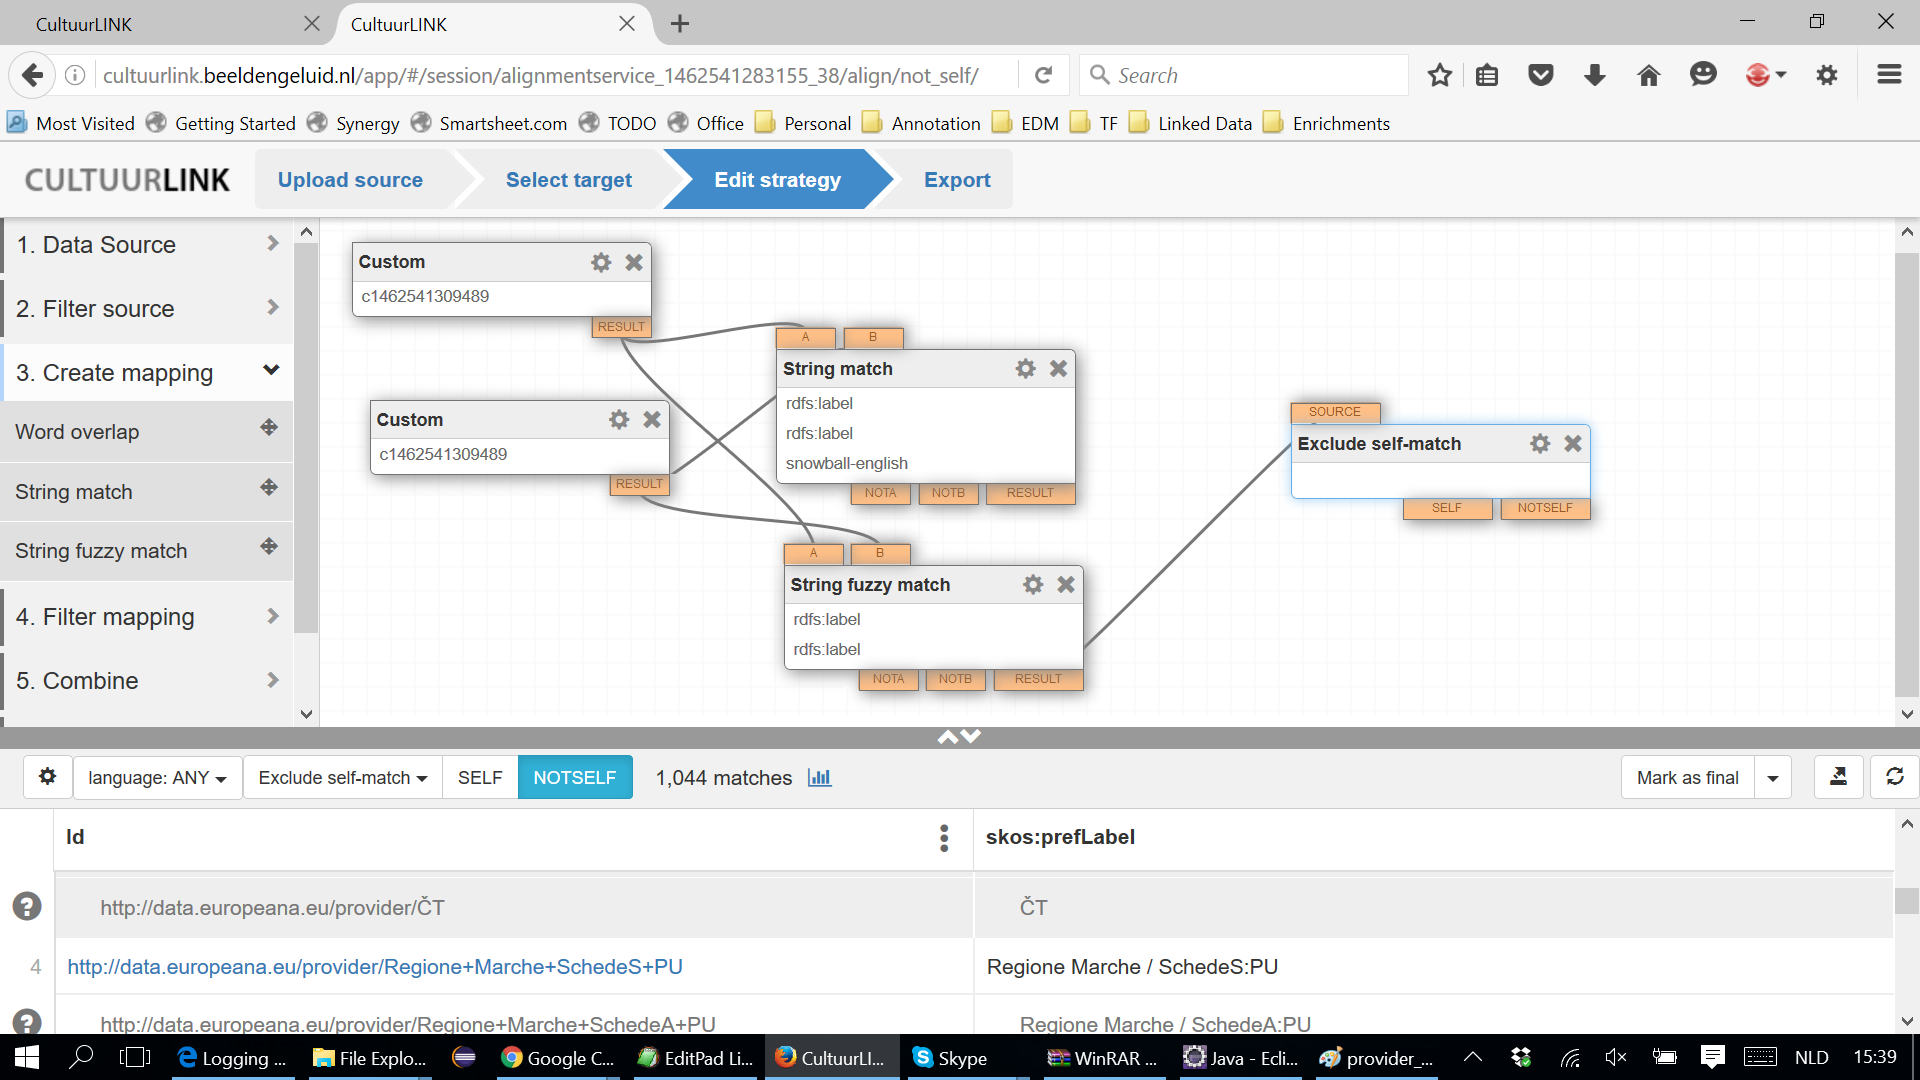 CultuurLINK
CultuurLINK
cultuurlink.beeldengeluid.nl/app/#/session/alignmentservice_1462541283155_38/align/not_self/
Search
Most Visited Getting Started Synergy Smartsheet.com TODO Office Personal Annotation EDM TF Linked Data Enrichments
CULTUURLINK Upload source Select target Edit strategy Export
1. Data Source
2. Filter source
3. Create mapping
Word overlap
String match
String fuzzy match
4. Filter mapping
5. Combine
Custom
c1462541309489
RESULT
Custom
c1462541309489
RESULT
A B
String match
rdfs:label
rdfs:label
snowball-english
NOTA NOTB RESULT
A B
String fuzzy match
rdfs:label
rdfs:label
NOTA NOTB RESULT
SOURCE
Exclude self-match
SELF NOTSELF
language: ANY Exclude self-match SELF NOTSELF 1,044 matches Mark as final
Id skos:prefLabel
http://data.europeana.eu/provider/ČT ČT
4 http://data.europeana.eu/provider/Regione+Marche+SchedeS+PU Regione Marche / SchedeS:PU
http://data.europeana.eu/provider/Regione+Marche+SchedeA+PU Regione Marche / SchedeA:PU
Logging ... File Explo... Google C... EditPad Li... CultuurLI... Skype WinRAR ... Java - Ecli... provider_... NLD 15:39